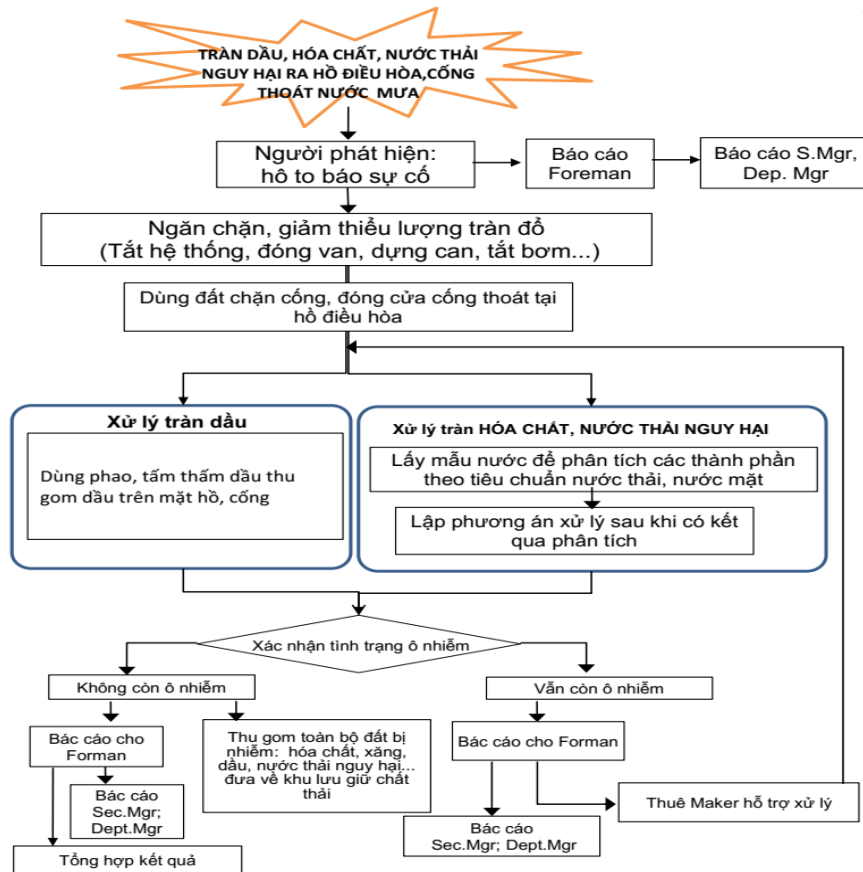 TRÀN DẦU, HÓA CHẤT, NƯỚC THẢI
NGUY HẠI RA HỒ ĐIỀU HÒA,CỐNG
THOÁT NƯỚC MƯA
Người phát hiện:
hô to báo sự cố
Báo cáo
Foreman
Báo cáo S.Mgr,
Dep. Mgr
Ngăn chặn, giảm thiểu lượng tràn đổ
(Tắt hệ thống, đóng van, dựng can, tắt bơm...)
Dùng đất chặn cống, đóng cửa cống thoát tại
hồ điều hòa
Xử lý tràn dầu
Dùng phao, tấm thấm dầu thu
gom dầu trên mặt hồ, cống
Xử lý tràn HÓA CHẤT, NƯỚC THẢI NGUY HẠI
Lấy mẫu nước để phân tích các thành phần
theo tiêu chuẩn nước thải, nước mặt
Lập phương án xử lý sau khi có kết
qua phân tích
Xác nhận tình trạng ô nhiễm
Không còn ô nhiễm
Vẫn còn ô nhiễm
Bác cáo cho
Forman
Thu gom toàn bộ đất bị
nhiễm: hóa chất, xăng,
dầu, nước thải nguy hại...
đưa về khu lưu giữ chất
thải
Bác cáo cho Forman
Bác cáo
Sec.Mgr;
Dept.Mgr
Thuê Maker hỗ trợ xử lý
Bác cáo
Sec.Mgr; Dept.Mgr
Tổng hợp kết quả